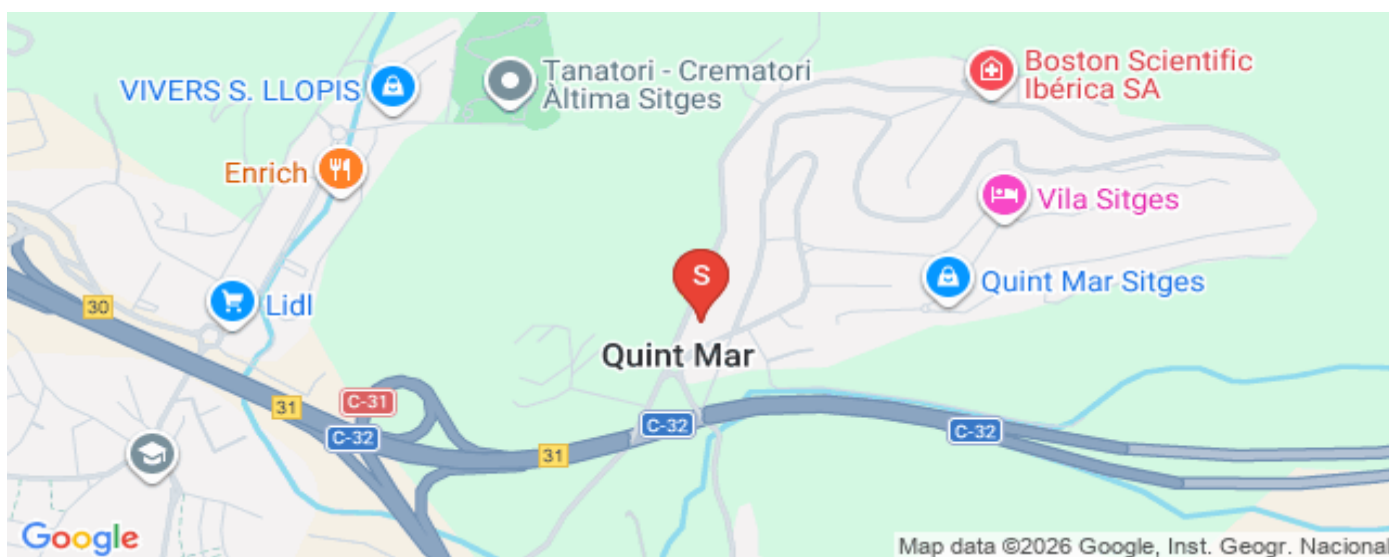 Boston Scientific
Ibérica SA
Tanatori - Crematori
Àltima Sitges
VIVERS S. LLOPIS
Enrich
Vila Sitges
S
Quint Mar Sitges
30
Lidl
Quint Mar
C-31
31
C-32
C-32
C-32
31
Google
Map data ©2026 Google, Inst. Geogr. Nacional